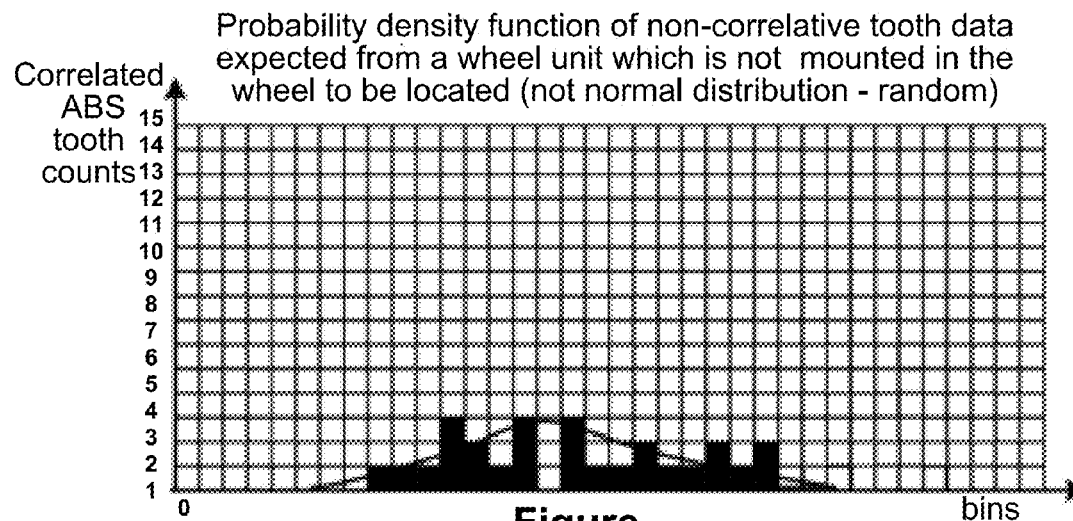 Probability density function of non-correlative tooth data
expected from a wheel unit which is not mounted in the
wheel to be located (not normal distribution - random)
Correlated
ABS
tooth
counts
15
14
13
12
11
10
9
8
7
6
5
4
3
2
1
0
bins
Figure